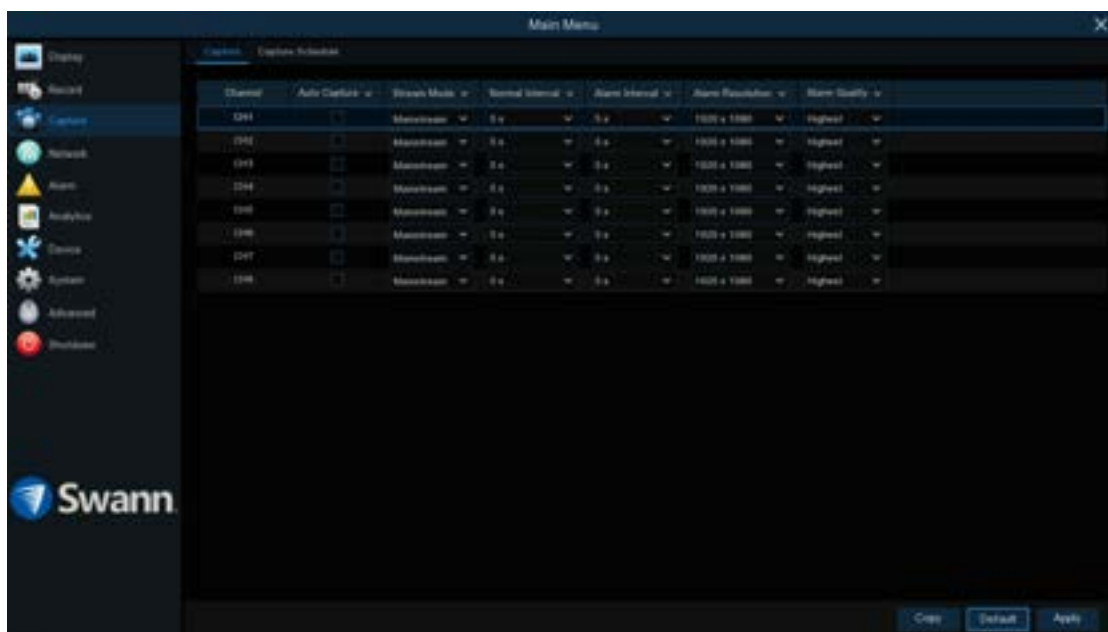 Main Menu
Display
Record
Capture
Network
Alarm
Analytics
Device
System
Advanced
Shutdown
Swann
Capture Capture Schedule
Channel Auto Capture Stream Mode Normal Interval Alarm Interval Alarm Resolution Alarm Quality
CH1 Mainstream 5 s 5 s 1920 x 1080 Highest
CH2 Mainstream 5 s 5 s 1920 x 1080 Highest
CH3 Mainstream 5 s 5 s 1920 x 1080 Highest
CH4 Mainstream 5 s 5 s 1920 x 1080 Highest
CH5 Mainstream 5 s 5 s 1920 x 1080 Highest
CH6 Mainstream 5 s 5 s 1920 x 1080 Highest
CH7 Mainstream 5 s 5 s 1920 x 1080 Highest
CH8 Mainstream 5 s 5 s 1920 x 1080 Highest
Copy Default Apply